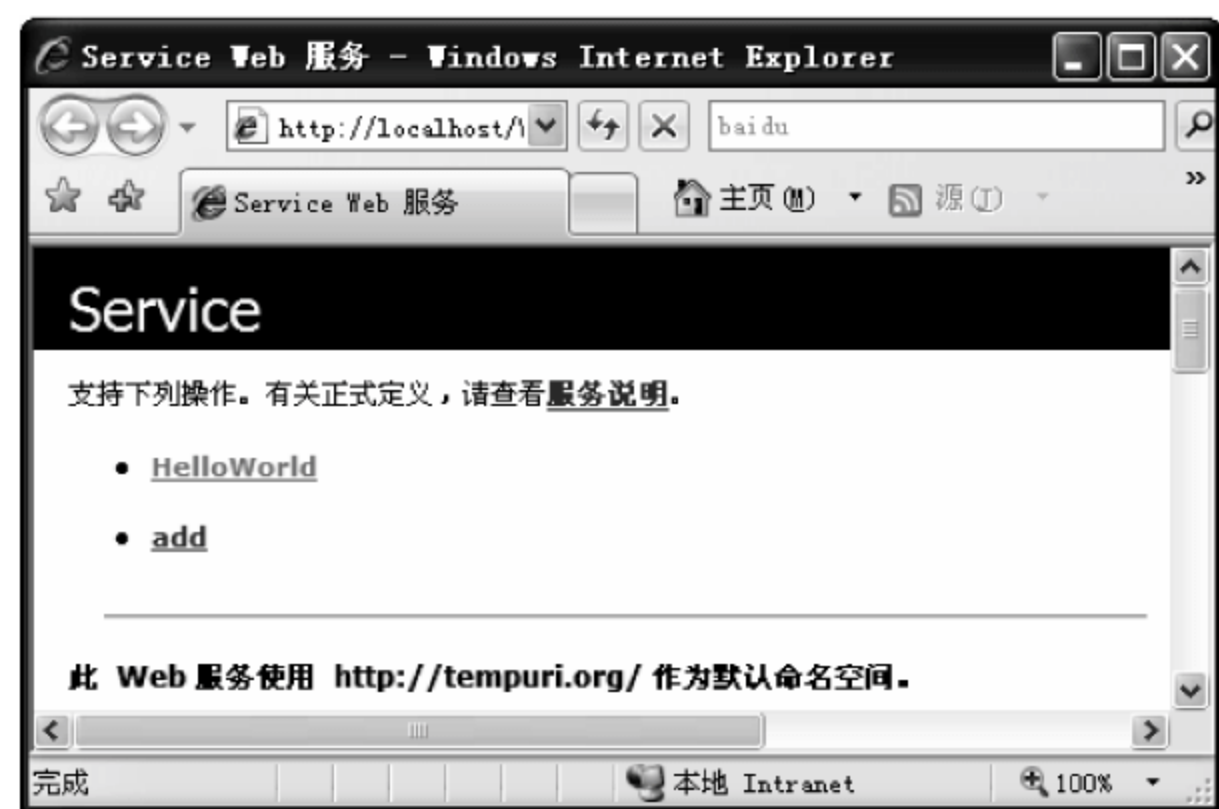 Service Web 服务 - Windows Internet Explorer
http://localhost/\ baidu
Service Web 服务 主页(M) 源(J) »
Service
支持下列操作。有关正式定义，请查看服务说明。
• HelloWorld
• add
此 Web 服务使用 http://tempuri.org/ 作为默认命名空间。
完成 本地 Intranet 100%